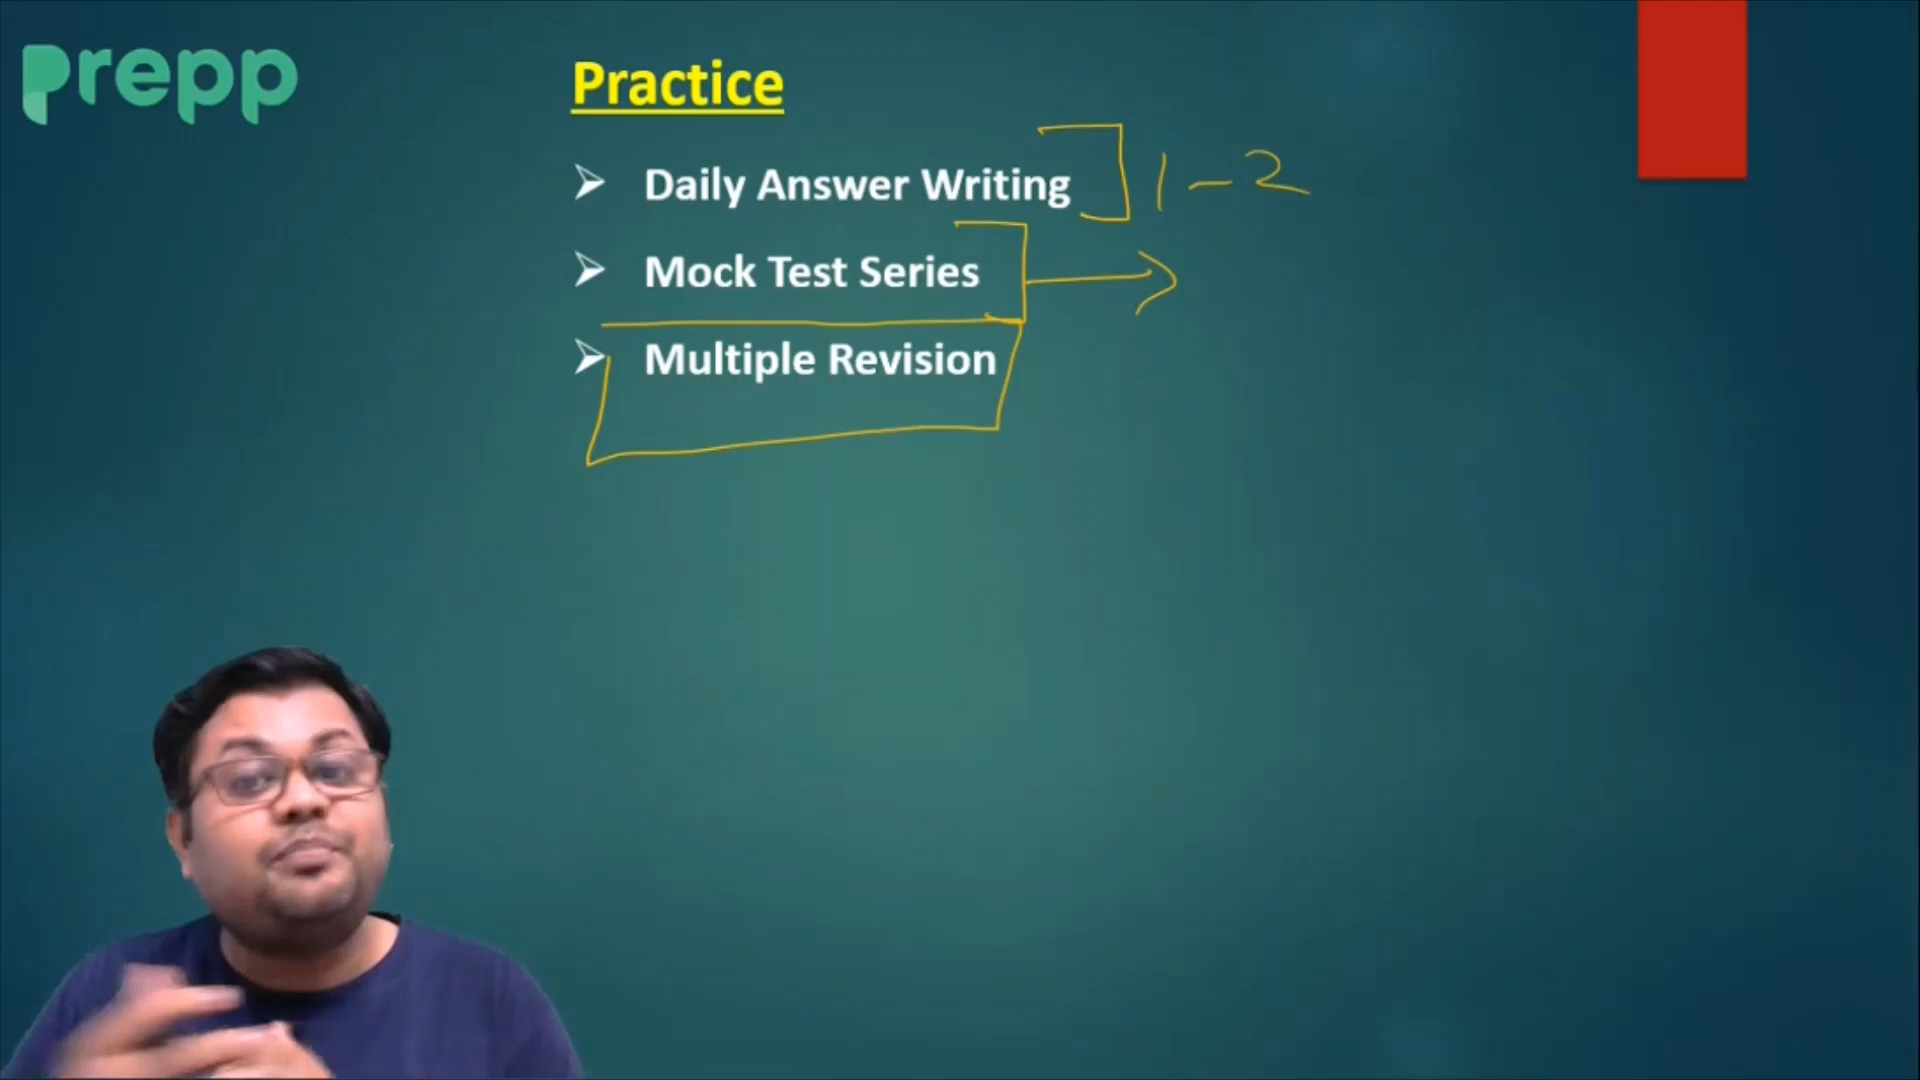 prepp
Practice
➢ Daily Answer Writing 1-2
➢ Mock Test Series
➢ Multiple Revision